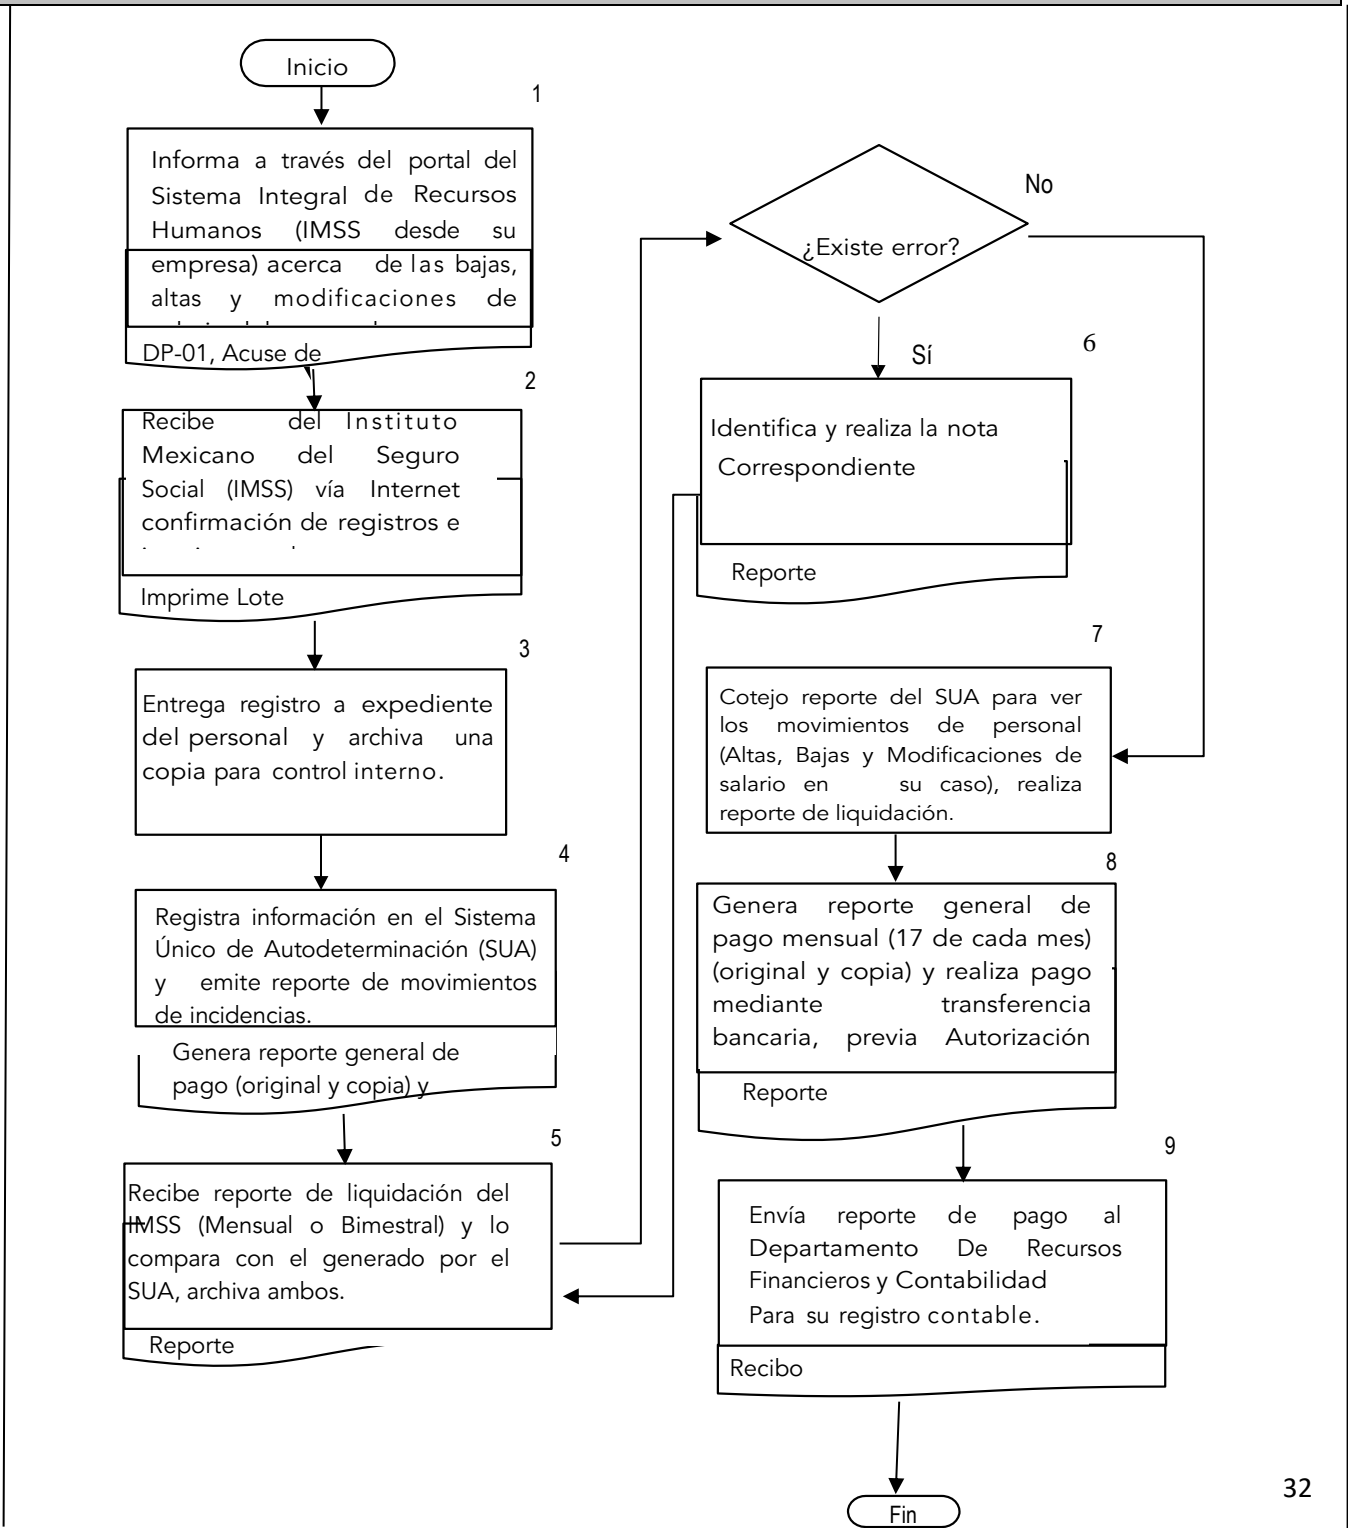 Inicio
1
Informa a través del portal del
Sistema Integral de Recursos
Humanos (IMSS desde su
empresa) acerca de las bajas,
altas y modificaciones de
DP-01, Acuse de
2
Recibe del Instituto
Mexicano del Seguro
Social (IMSS) vía Internet
confirmación de registros e
Imprime Lote
3
Entrega registro a expediente
del personal y archiva una
copia para control interno.
4
Registra información en el Sistema
Único de Autodeterminación (SUA)
y emite reporte de movimientos
de incidencias.
Genera reporte general de
pago (original y copia) y
5
Recibe reporte de liquidación del
IMSS (Mensual o Bimestral) y lo
compara con el generado por el
SUA, archiva ambos.
Reporte
¿Existe error?
No
Sí
6
Identifica y realiza la nota
Correspondiente
Reporte
7
Cotejo reporte del SUA para ver
los movimientos de personal
(Altas, Bajas y Modificaciones de
salario en su caso), realiza
reporte de liquidación.
8
Genera reporte general de
pago mensual (17 de cada mes)
(original y copia) y realiza pago
mediante transferencia
bancaria, previa Autorización
Reporte
9
Envía reporte de pago al
Departamento De Recursos
Financieros y Contabilidad
Para su registro contable.
Recibo
Fin
32